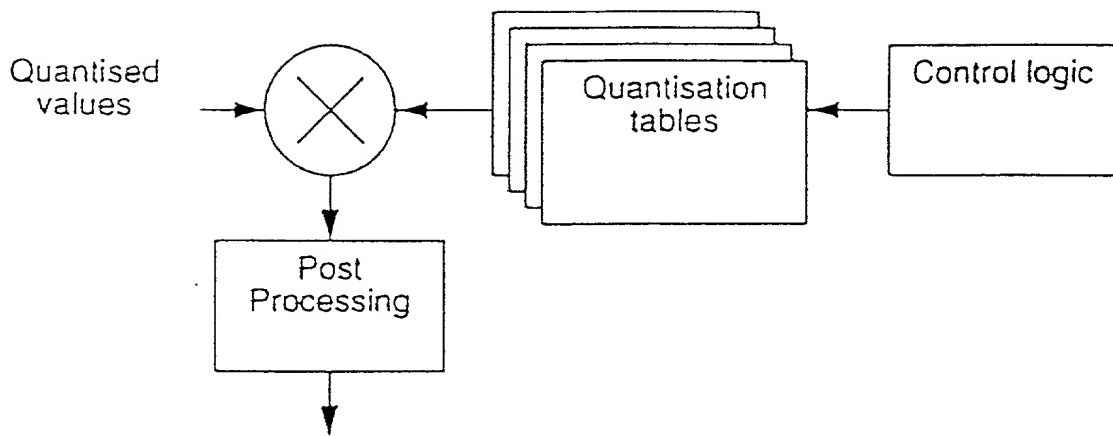 Quantised
values
Quantisation
tables
Control logic
Post
Processing